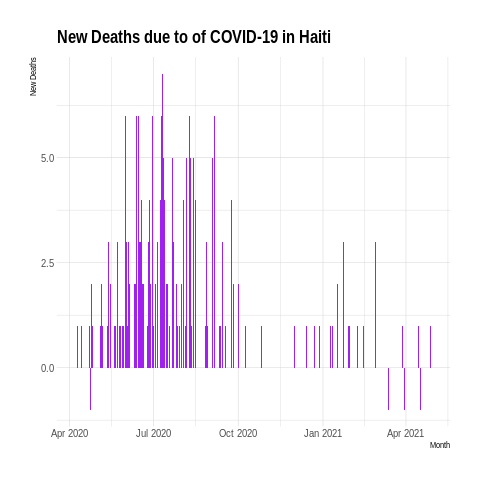 New Deaths due to of COVID-19 in Haiti
New Deaths
5.0
2.5
0.0
Apr 2020 Jul 2020 Oct 2020 Jan 2021 Apr 2021
Month